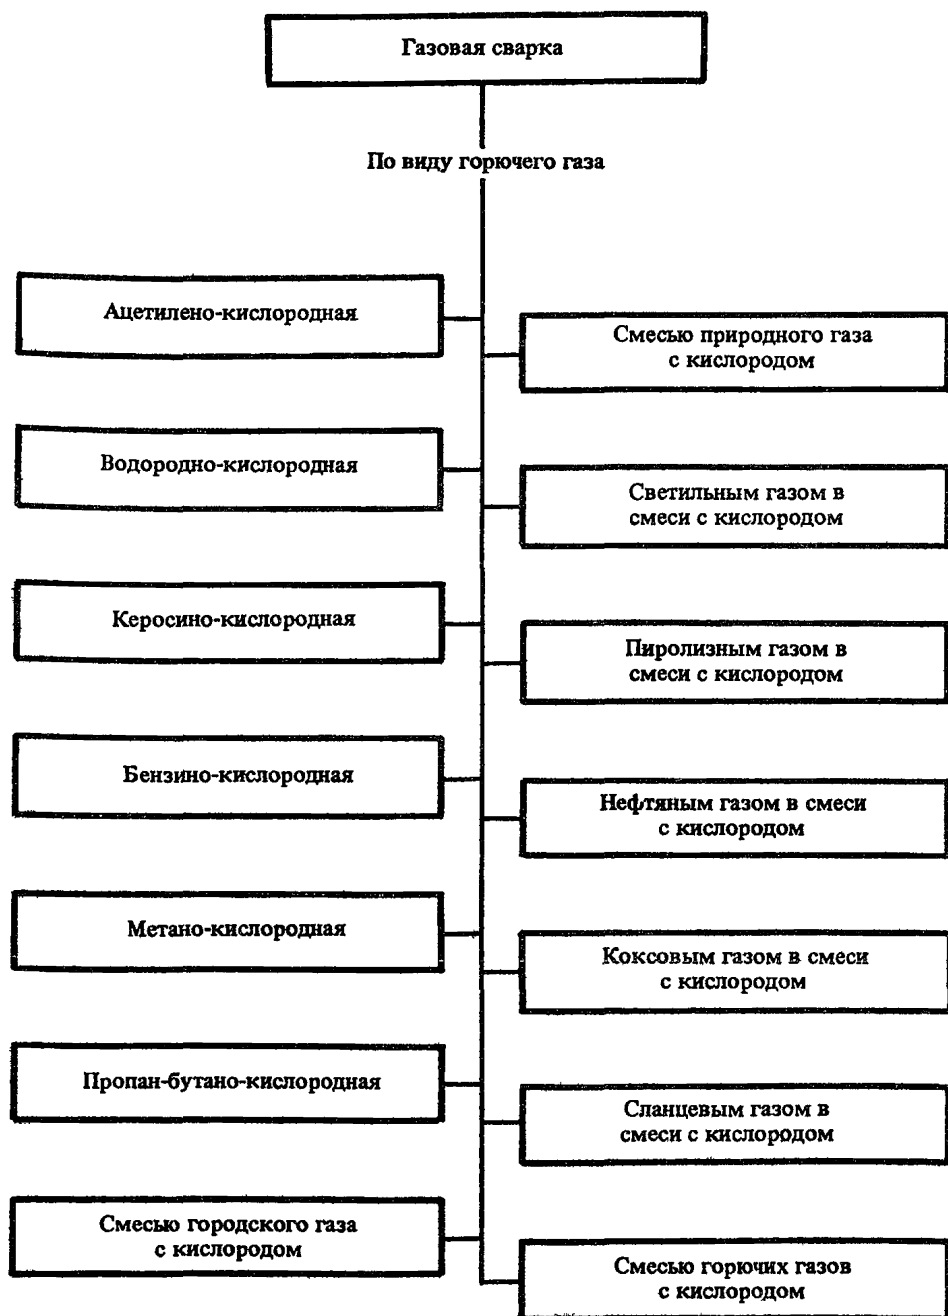 Газовая сварка
По виду горючего газа
Ацетилено-кислородная
Смесью природного газа
с кислородом
Водородно-кислородная
Светильным газом в
смеси с кислородом
Керосино-кислородная
Пиролизным газом в
смеси с кислородом
Бензино-кислородная
Нефтяным газом в смеси
с кислородом
Метано-кислородная
Коксовым газом в смеси
с кислородом
Пропан-бутано-кислородная
Сланцевым газом в
смеси с кислородом
Смесью городского газа
с кислородом
Смесью горючих газов
с кислородом